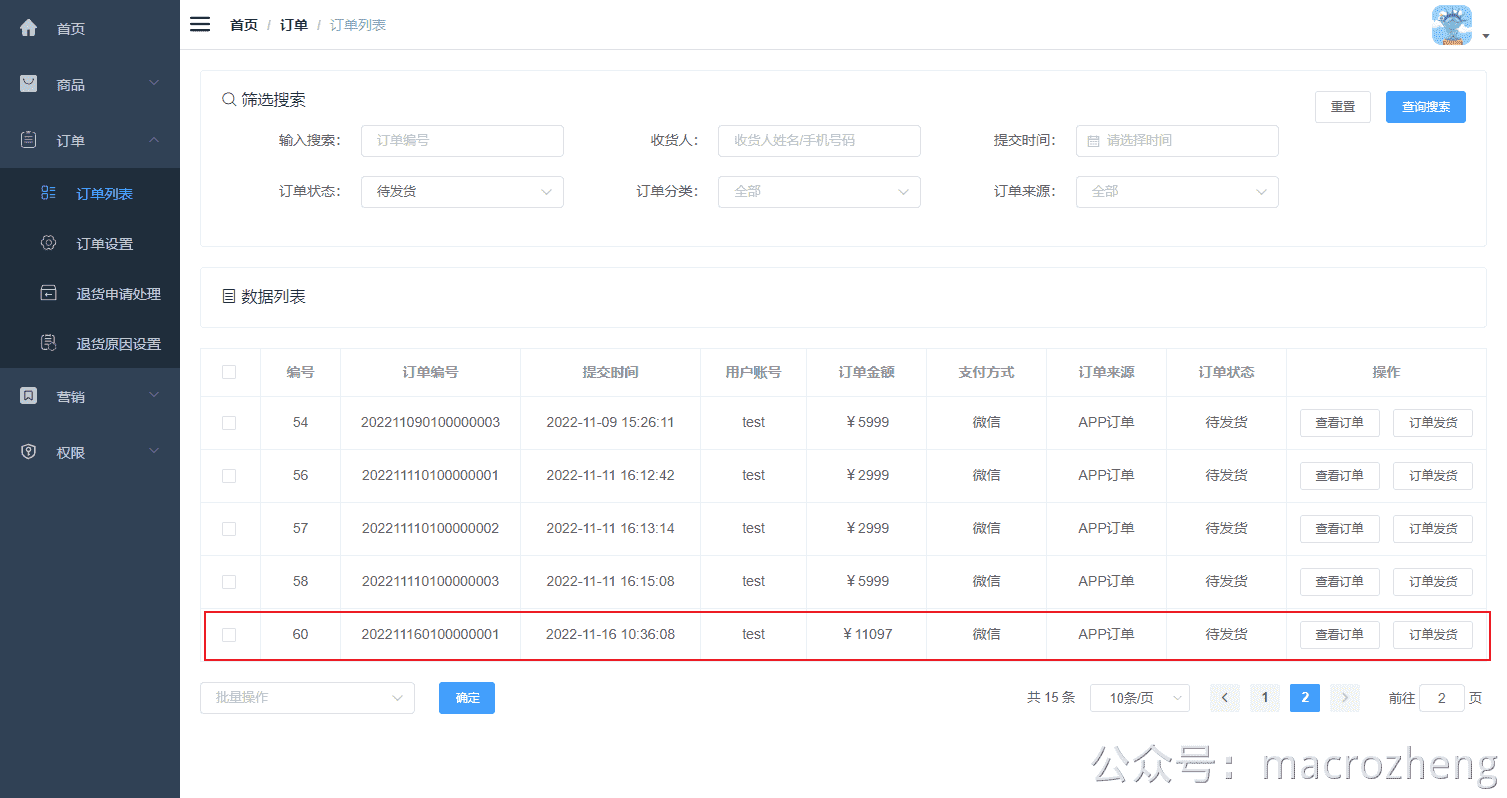 首页
商品
订单
订单列表
订单设置
退货申请处理
退货原因设置
营销
权限
首页 / 订单 / 订单列表
筛选搜索
重置 查询搜索
输入搜索： 订单编号 收货人： 收货人姓名/手机号码 提交时间： 请选择时间
订单状态： 待发货 订单分类： 全部 订单来源： 全部
数据列表
编号 订单编号 提交时间 用户账号 订单金额 支付方式 订单来源 订单状态 操作
54 202211090100000003 2022-11-09 15:26:11 test ￥5999 微信 APP订单 待发货 查看订单 订单发货
56 202211110100000001 2022-11-11 16:12:42 test ￥2999 微信 APP订单 待发货 查看订单 订单发货
57 202211110100000002 2022-11-11 16:13:14 test ￥2999 微信 APP订单 待发货 查看订单 订单发货
58 202211110100000003 2022-11-11 16:15:08 test ￥5999 微信 APP订单 待发货 查看订单 订单发货
60 202211160100000001 2022-11-16 10:36:08 test ￥11097 微信 APP订单 待发货 查看订单 订单发货
批量操作 确定 共 15 条 10条/页 1 2 前往 2 页
公众号：macrozheng